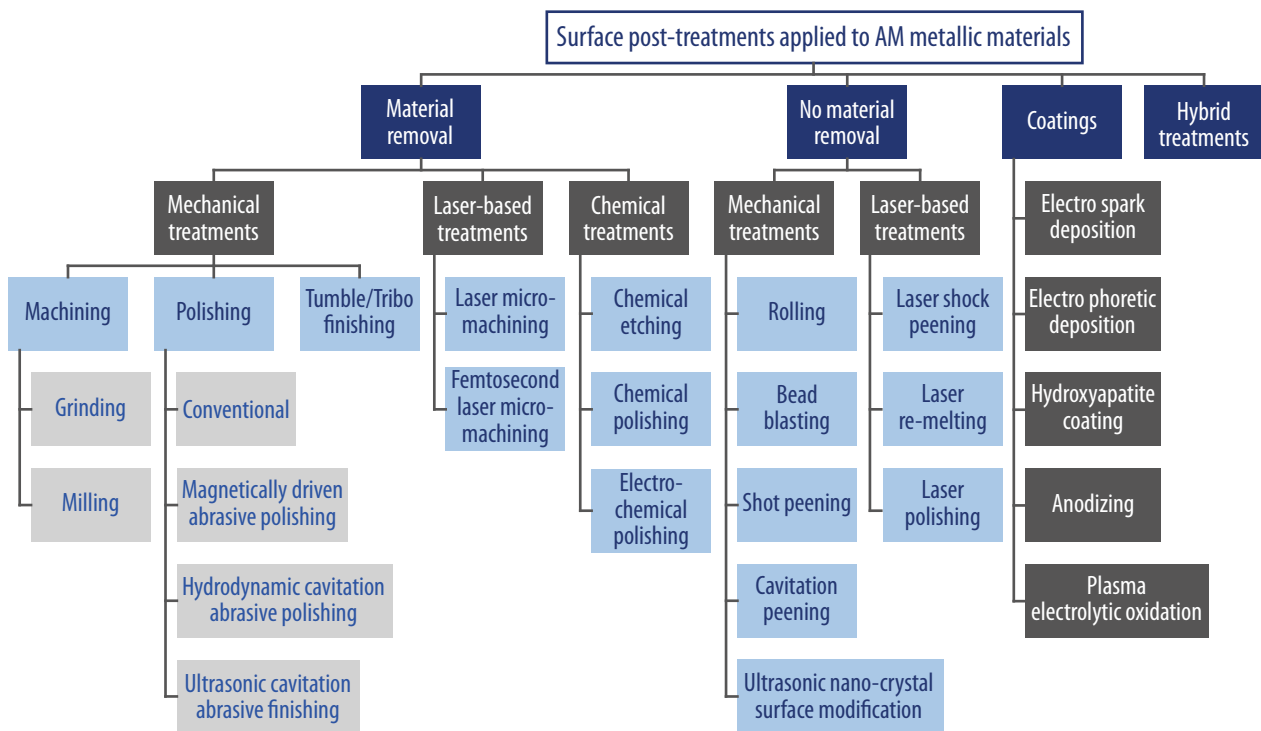 Surface post-treatments applied to AM metallic materials
Material
removal
No material
removal
Coatings
Hybrid
treatments
Mechanical
treatments
Laser-based
treatments
Chemical
treatments
Mechanical
treatments
Laser-based
treatments
Electro spark
deposition
Machining
Polishing
Tumble/Tribo
finishing
Laser micro-
machining
Chemical
etching
Rolling
Laser shock
peening
Electro phoretic
deposition
Grinding
Conventional
Femtosecond
laser micro-
machining
Chemical
polishing
Bead
blasting
Laser
re-melting
Hydroxyapatite
coating
Milling
Magnetically driven
abrasive polishing
Electro-
chemical
polishing
Shot peening
Laser
polishing
Anodizing
Hydrodynamic cavitation
abrasive polishing
Cavitation
peening
Plasma
electrolytic oxidation
Ultrasonic cavitation
abrasive finishing
Ultrasonic nano-crystal
surface modification